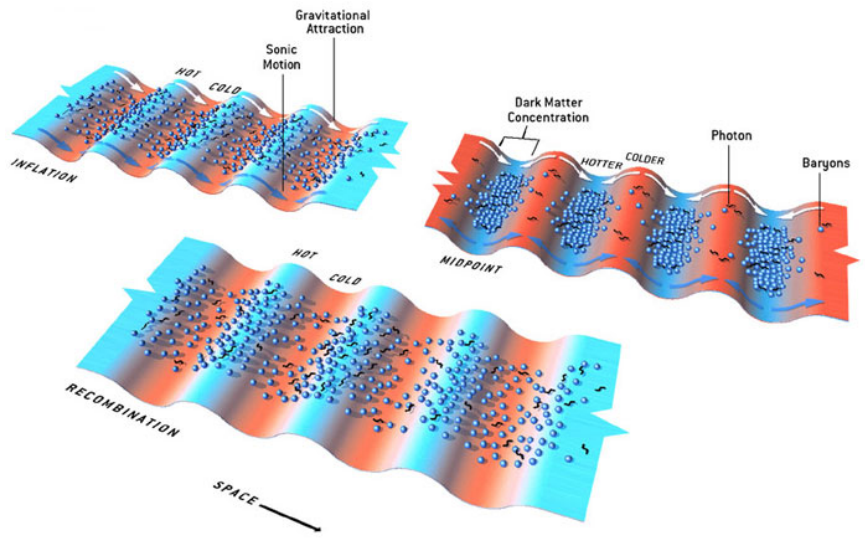 Gravitational
Attraction
Sonic
Motion
HOT
COLD
INFLATION
Dark Matter
Concentration
Photon
Baryons
HOTTER
COLDER
MIDPOINT
HOT
COLD
RECOMBINATION
SPACE